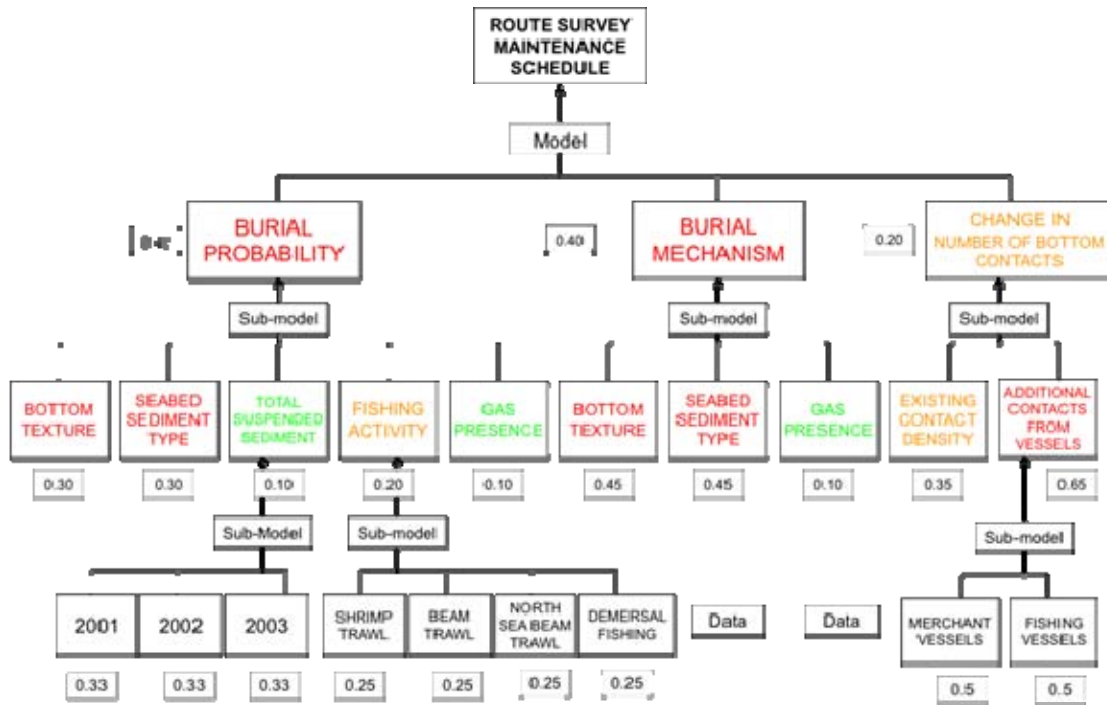 ROUTE SURVEY
MAINTENANCE
SCHEDULE
Model
BURIAL
PROBABILITY
0.40
BURIAL
MECHANISM
0.20
CHANGE IN
NUMBER OF BOTTOM
CONTACTS
Sub-model
Sub-model
Sub-model
BOTTOM
TEXTURE
SEABED
SEDIMENT
TYPE
TOTAL
SUSPENDED
SEDIMENT
FISHING
ACTIVITY
GAS
PRESENCE
BOTTOM
TEXTURE
SEABED
SEDIMENT
TYPE
GAS
PRESENCE
EXISTING
CONTACT
DENSITY
ADDITIONAL
CONTACTS
FROM
VESSELS
0.30
0.30
0.10
0.20
0.10
0.45
0.45
0.10
0.35
0.65
Sub-Model
Sub-model
Sub-model
2001
2002
2003
SHRIMP
TRAWL
BEAM
TRAWL
NORTH
SEA BEAM
TRAWL
DEMERSAL
FISHING
Data
Data
MERCHANT
VESSELS
FISHING
VESSELS
0.33
0.33
0.33
0.25
0.25
0.25
0.25
0.5
0.5